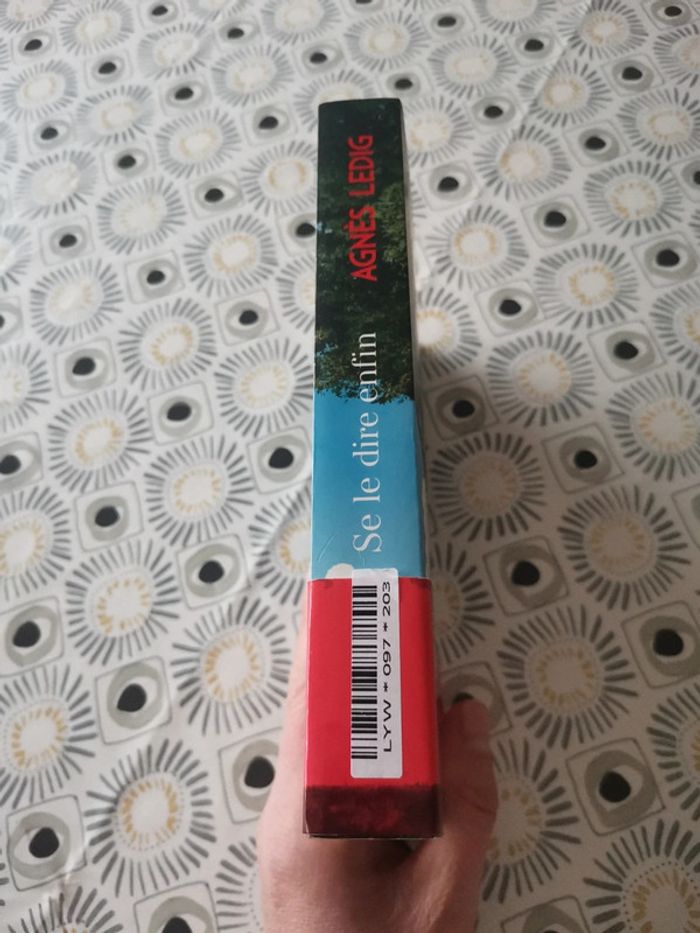 AGNÈS LEDIG
Se le dire enfin
LYW * 097 * 203